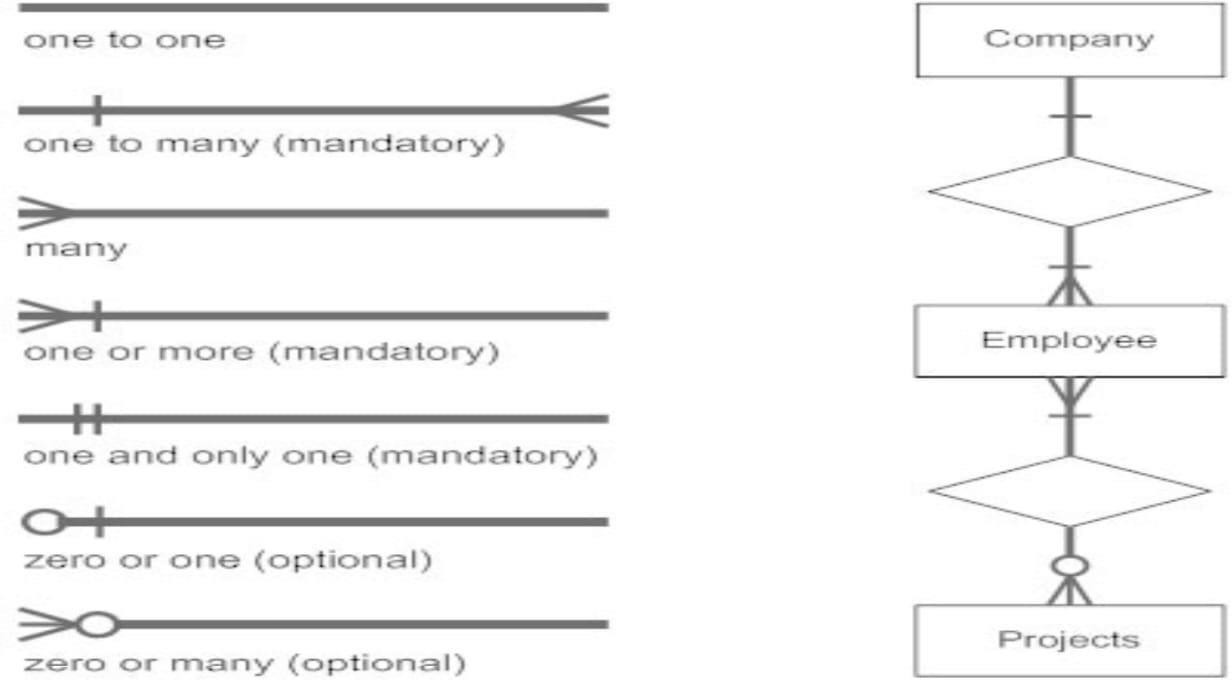 one to one
one to many (mandatory)
many
one or more (mandatory)
one and only one (mandatory)
zero or one (optional)
zero or many (optional)
Company
Employee
Projects